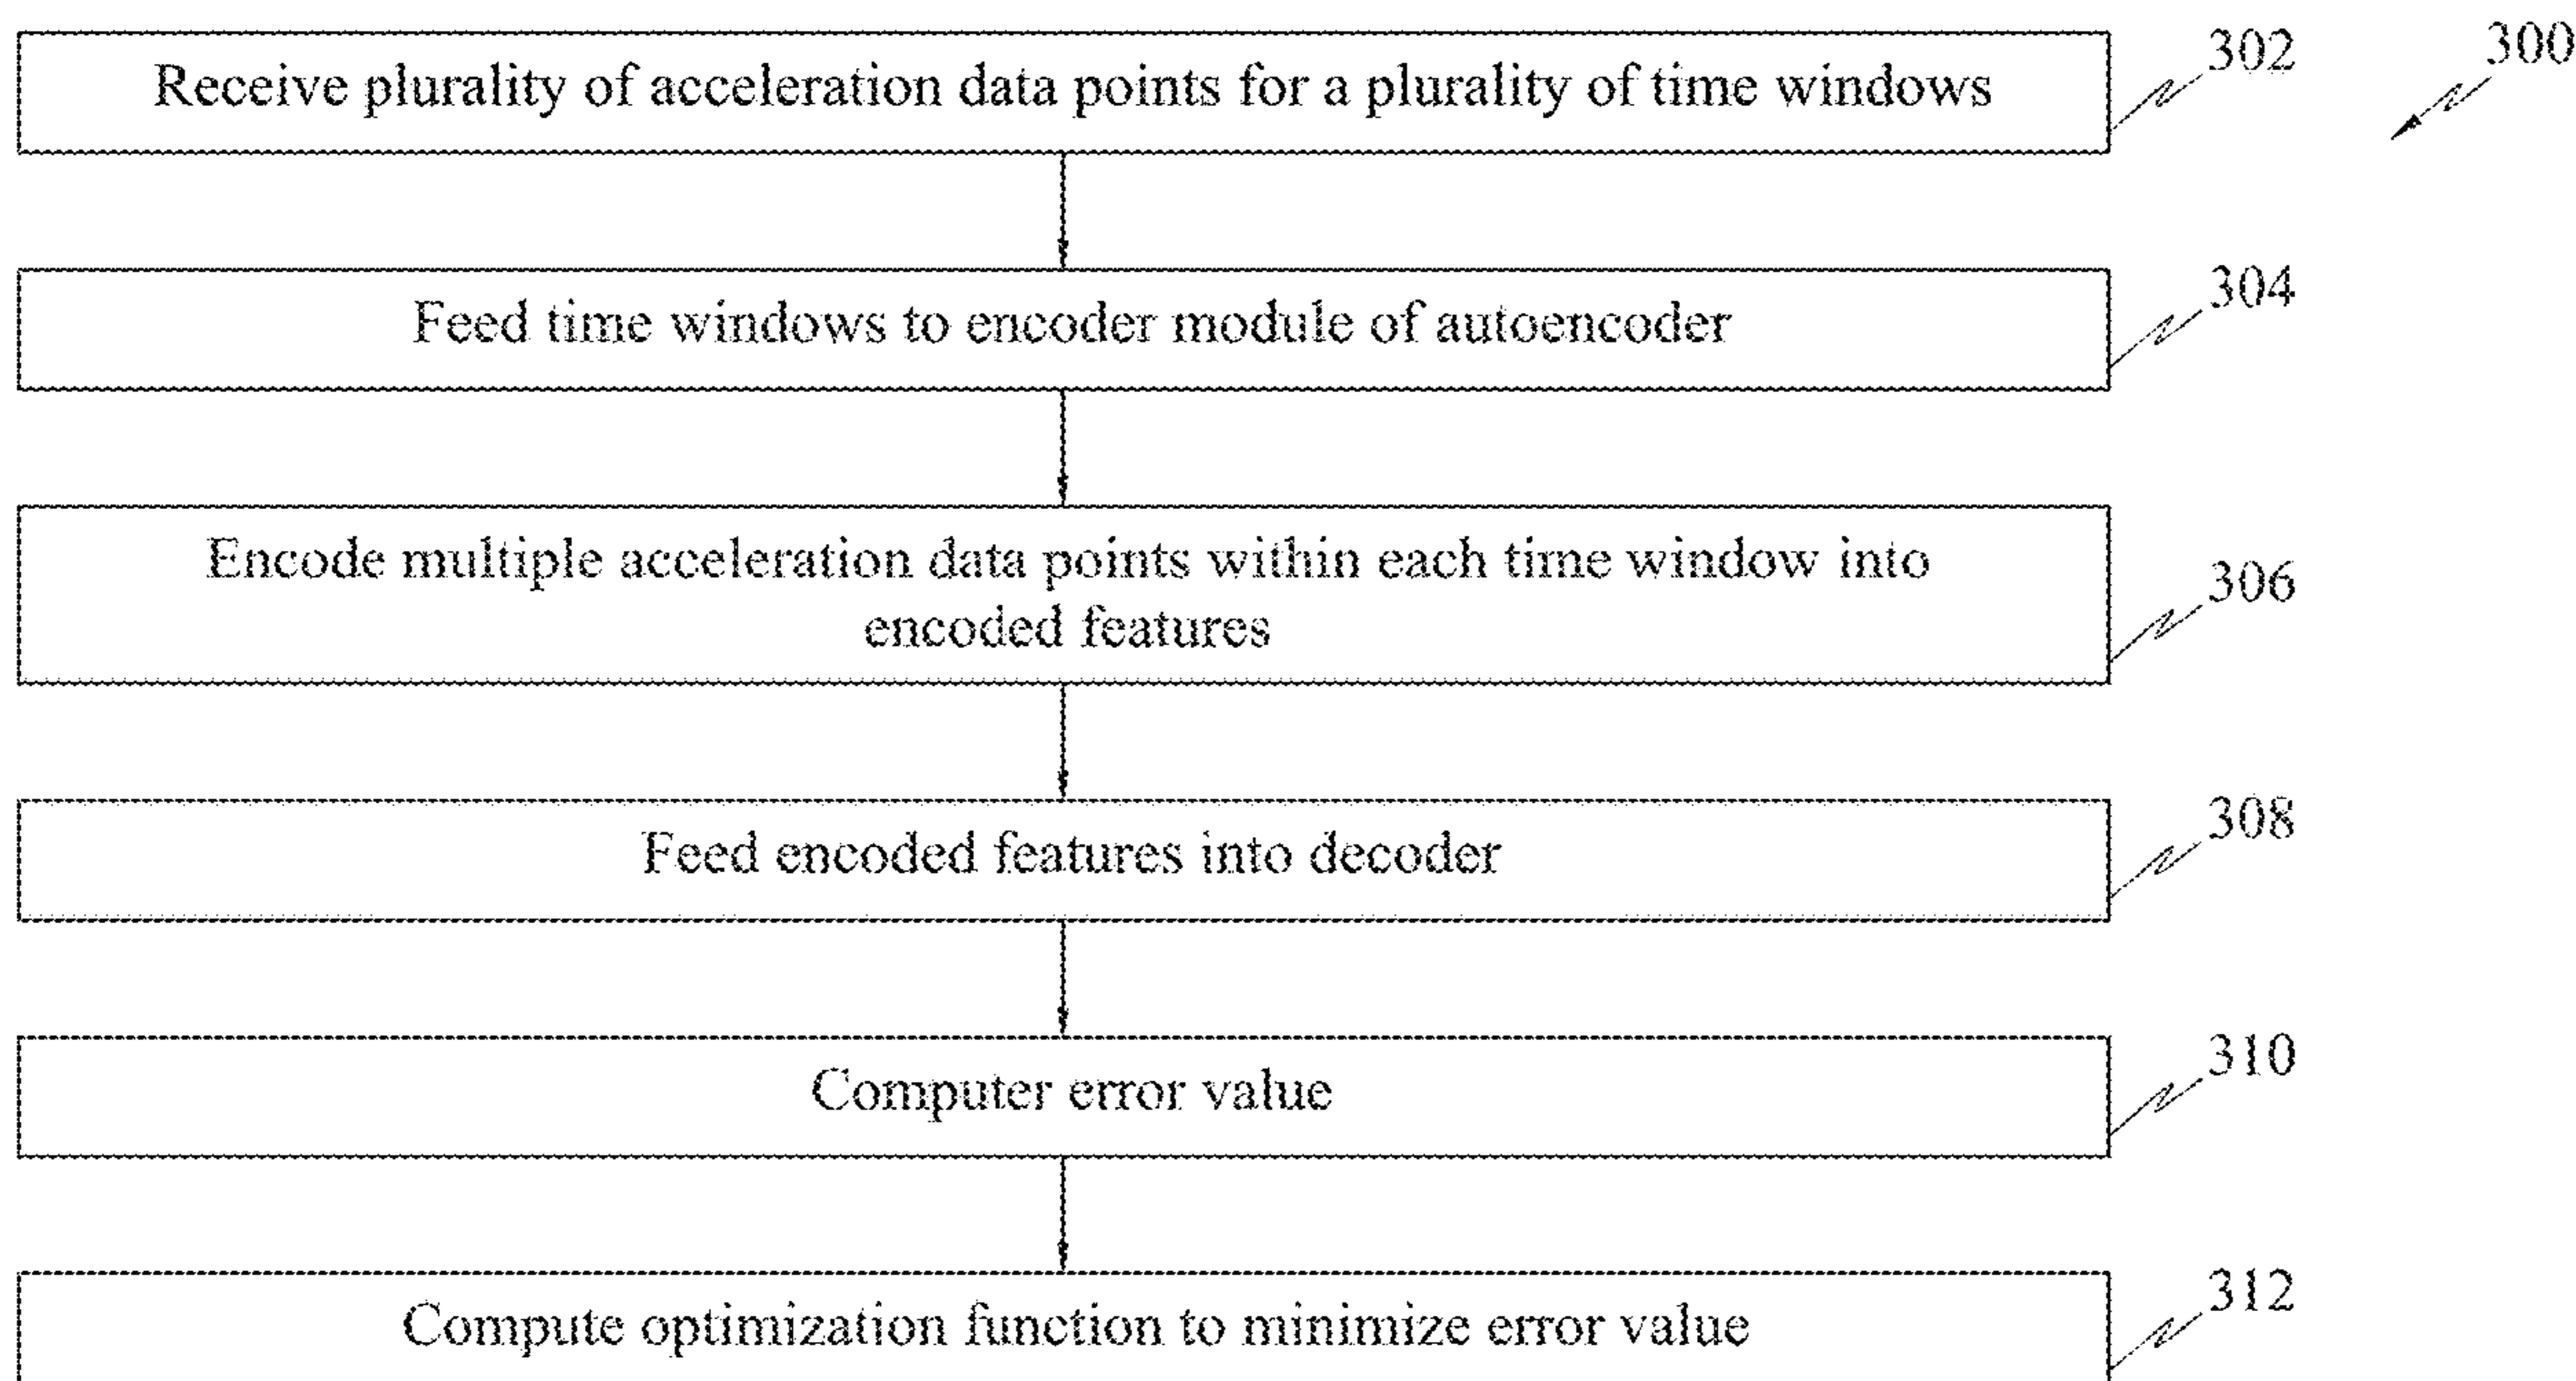 Receive plurality of acceleration data points for a plurality of time windows
302
300
Feed time windows to encoder module of autoencoder
304
Encode multiple acceleration data points within each time window into
encoded features
306
Feed encoded features into decoder
308
Computer error value
310
Compute optimization function to minimize error value
312